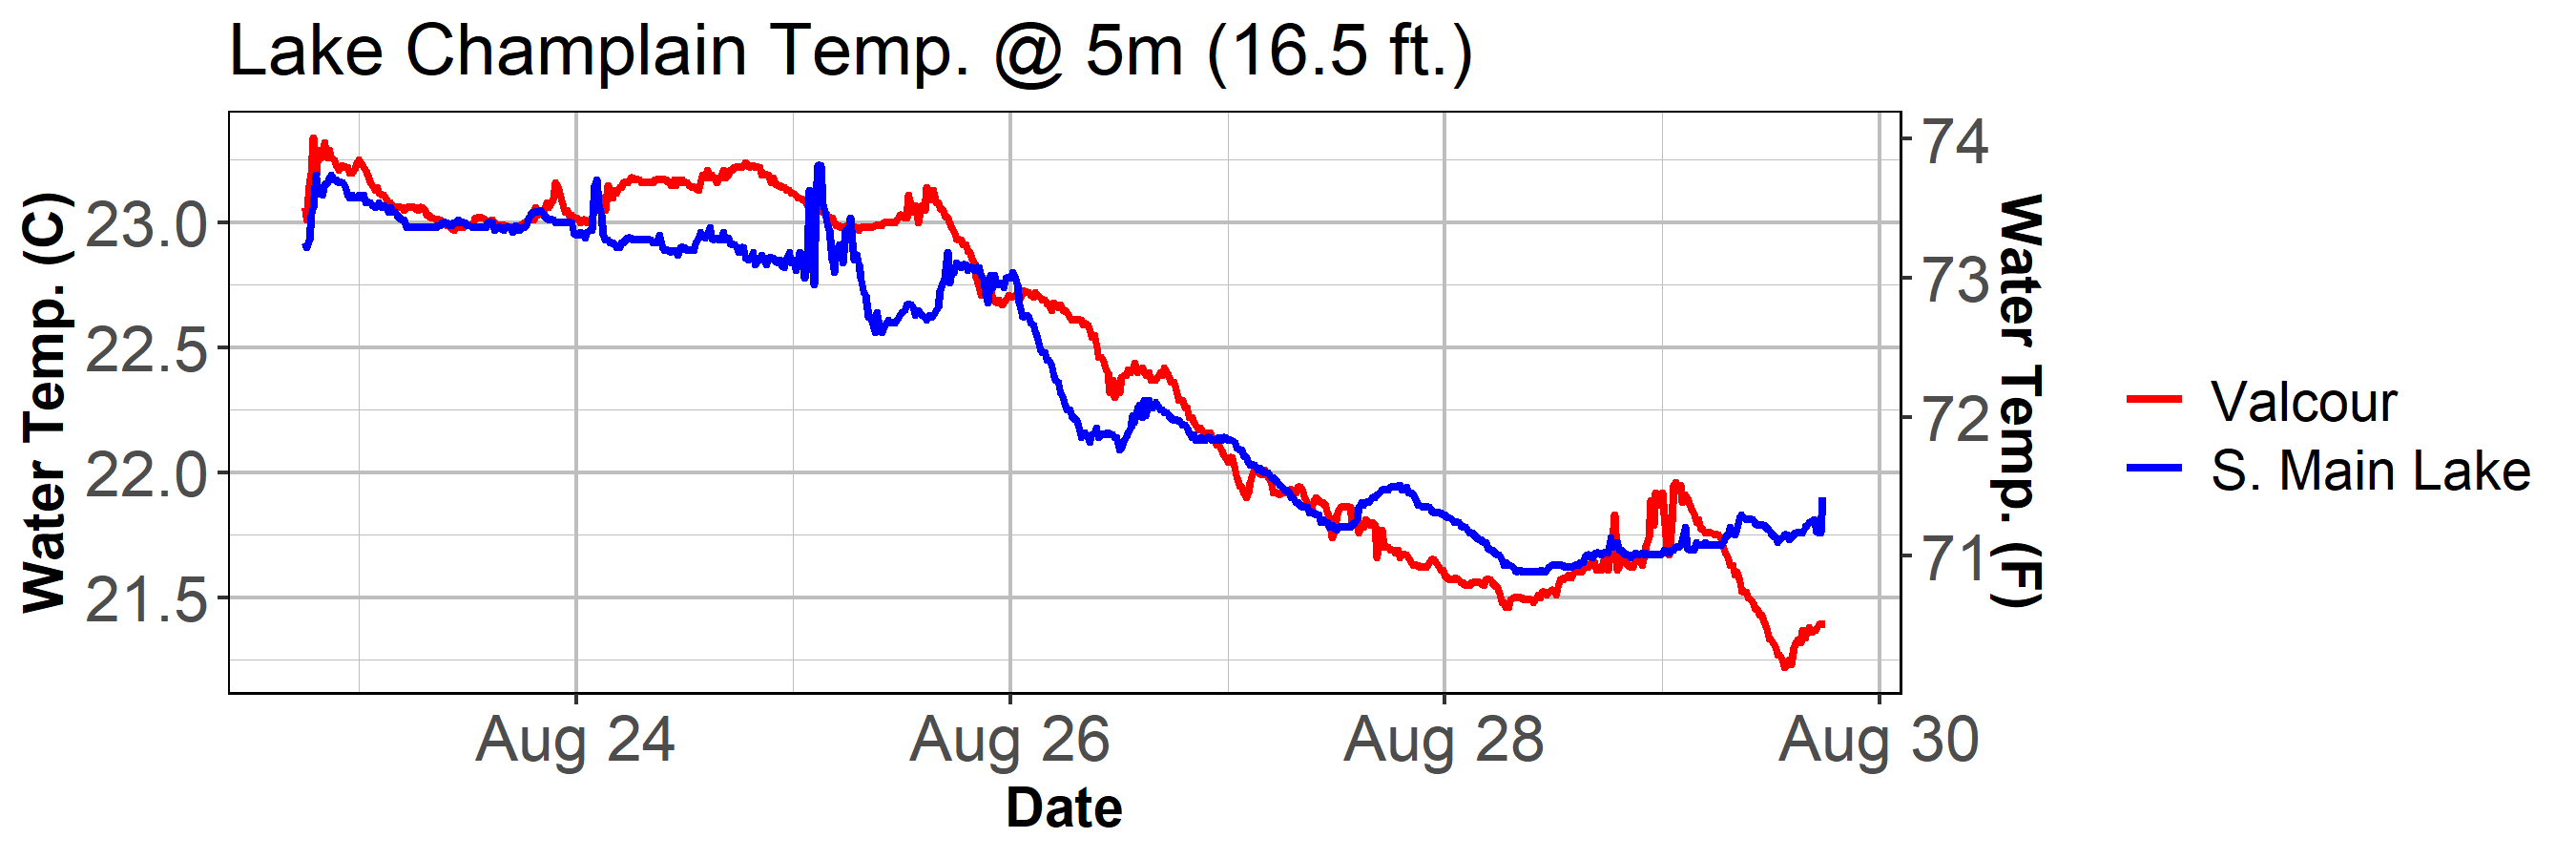 Lake Champlain Temp. @ 5m (16.5 ft.)
Water Temp. (C)
23.0
22.5
22.0
21.5
74
73
72
71
Water Temp. (F)
Aug 24
Aug 26
Aug 28
Aug 30
Date
Valcour
S. Main Lake